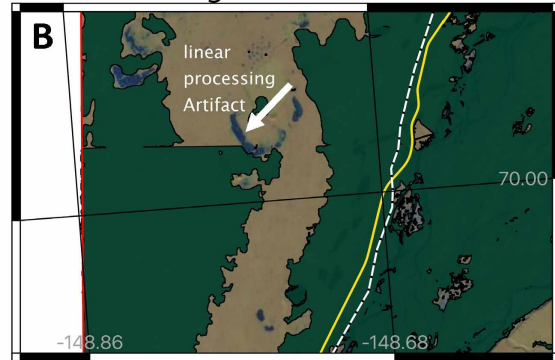 B
linear
processing
Artifact
70.00
-148.86
-148.68